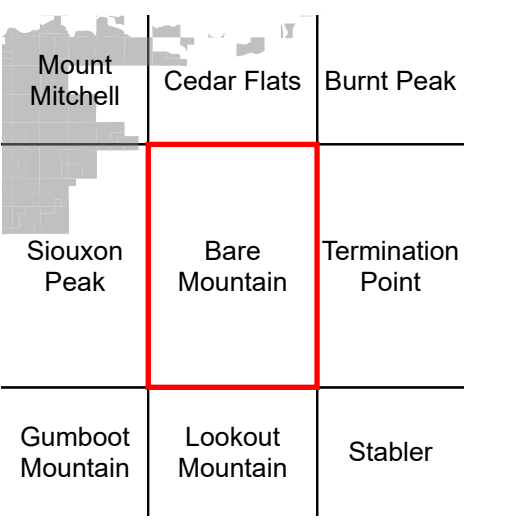 Mount
Mitchell
Cedar Flats
Burnt Peak
Siouxon
Peak
Bare
Mountain
Termination
Point
Gumboot
Mountain
Lookout
Mountain
Stabler